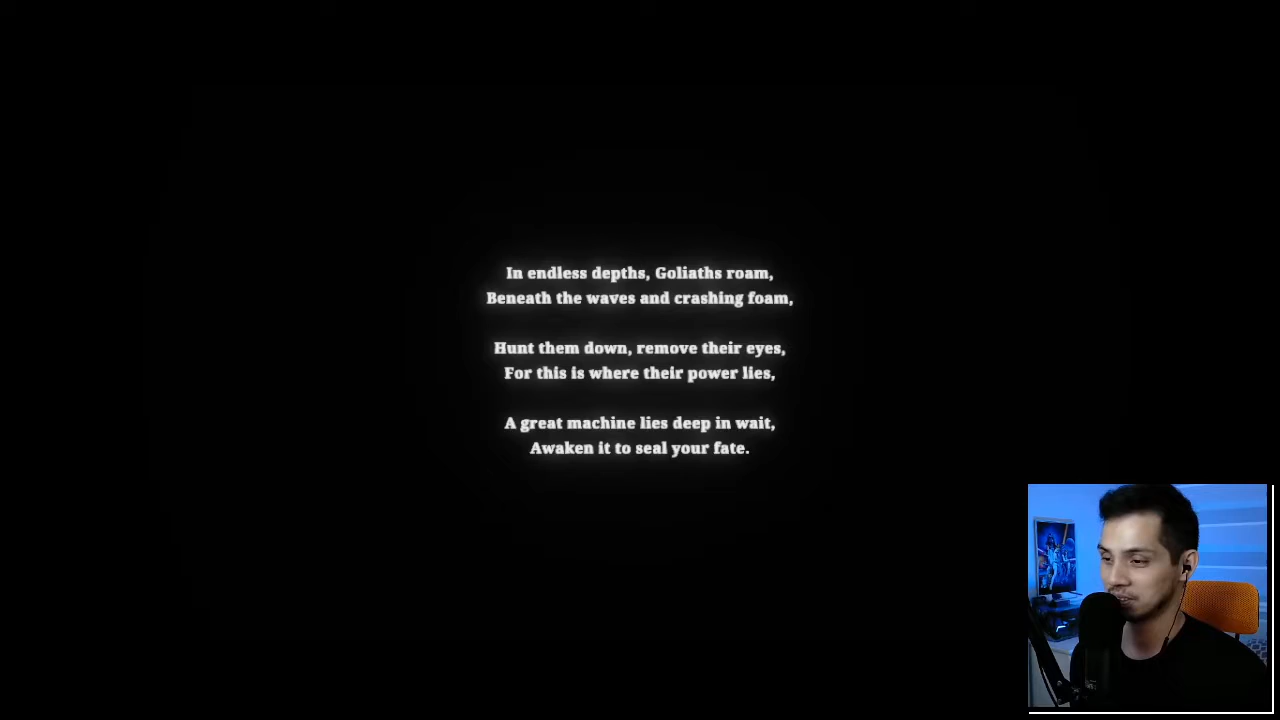 In endless depths, Goliaths roam,
Beneath the waves and crashing foam,
Hunt them down, remove their eyes,
For this is where their power lies,
A great machine lies deep in wait,
Awaken it to seal your fate.